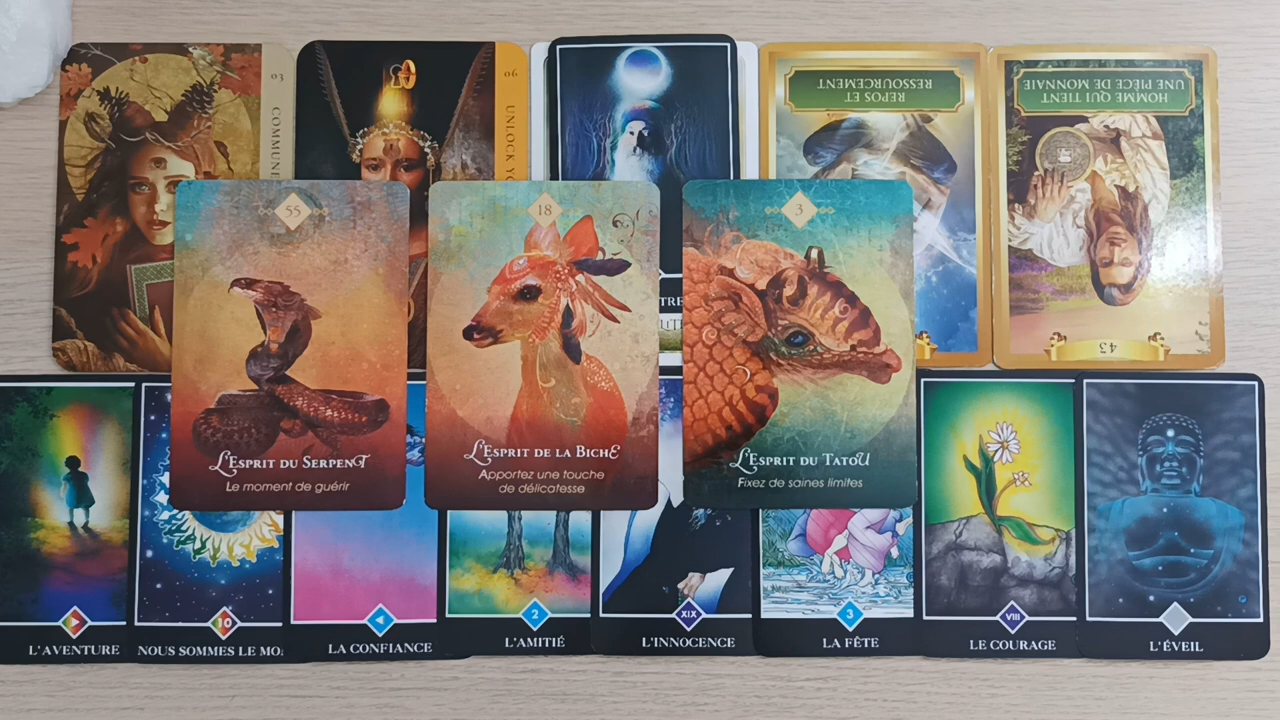 03
COMMUNE
06
UNLOCK YO
REPOS ET
RESSOURCEMENT
HOMME QUI TIENT
UNE PIÈCE DE MONNAIE
43
55
L'ESPRIT DU SERPENT
Le moment de guérir
18
L'ESPRIT DE LA BICHE
Apportez une touche
de délicatesse
3
L'ESPRIT DU TATOU
Fixez de saines limites
L'AVENTURE
10
NOUS SOMMES LE MO
LA CONFIANCE
2
L'AMITIÉ
XIX
L'INNOCENCE
3
LA FÊTE
VIII
LE COURAGE
L'ÉVEIL